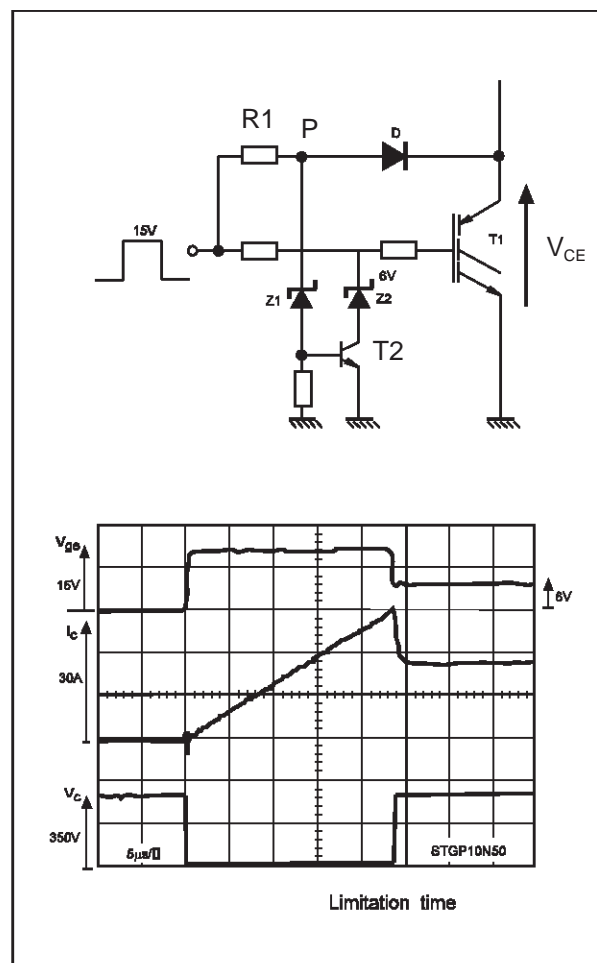 R1 P D
15V
T1
VCE
6V
Z1 Z2
T2
Vge
15V
6V
Ic
30A
Vc
350V
5µs/▯ STGP10N50
Limitation time